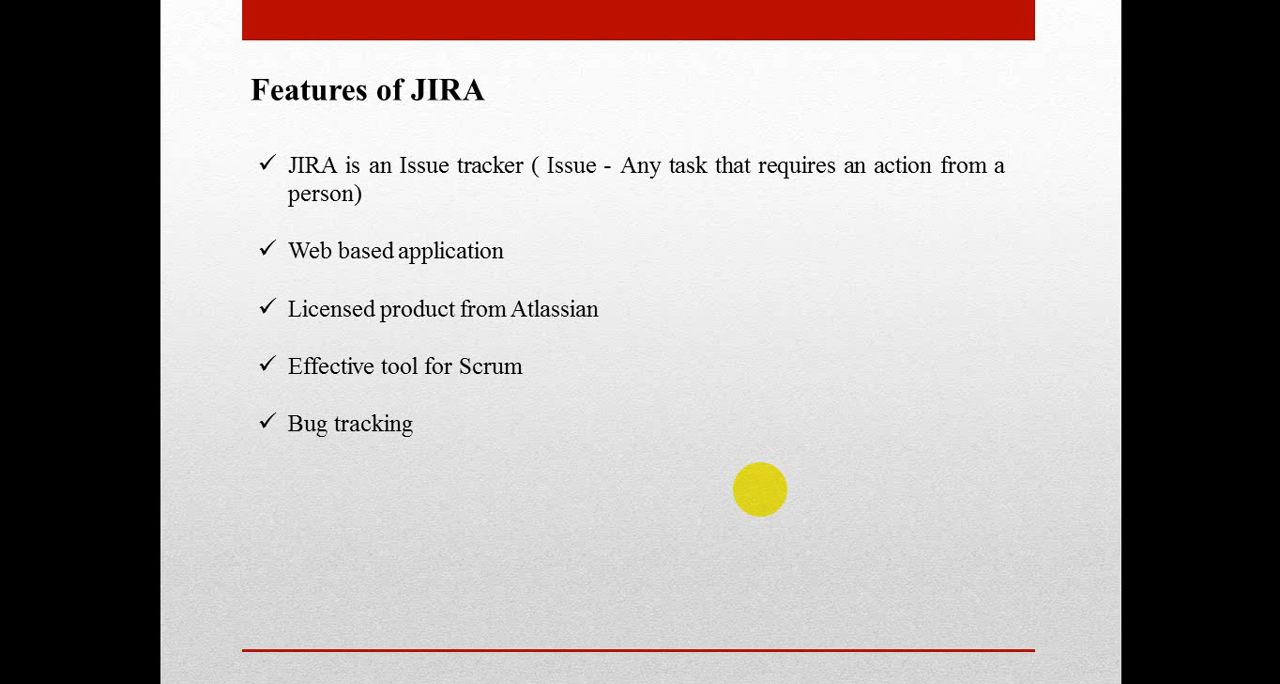 Features of JIRA
✓ JIRA is an Issue tracker ( Issue - Any task that requires an action from a
person)
✓ Web based application
✓ Licensed product from Atlassian
✓ Effective tool for Scrum
✓ Bug tracking